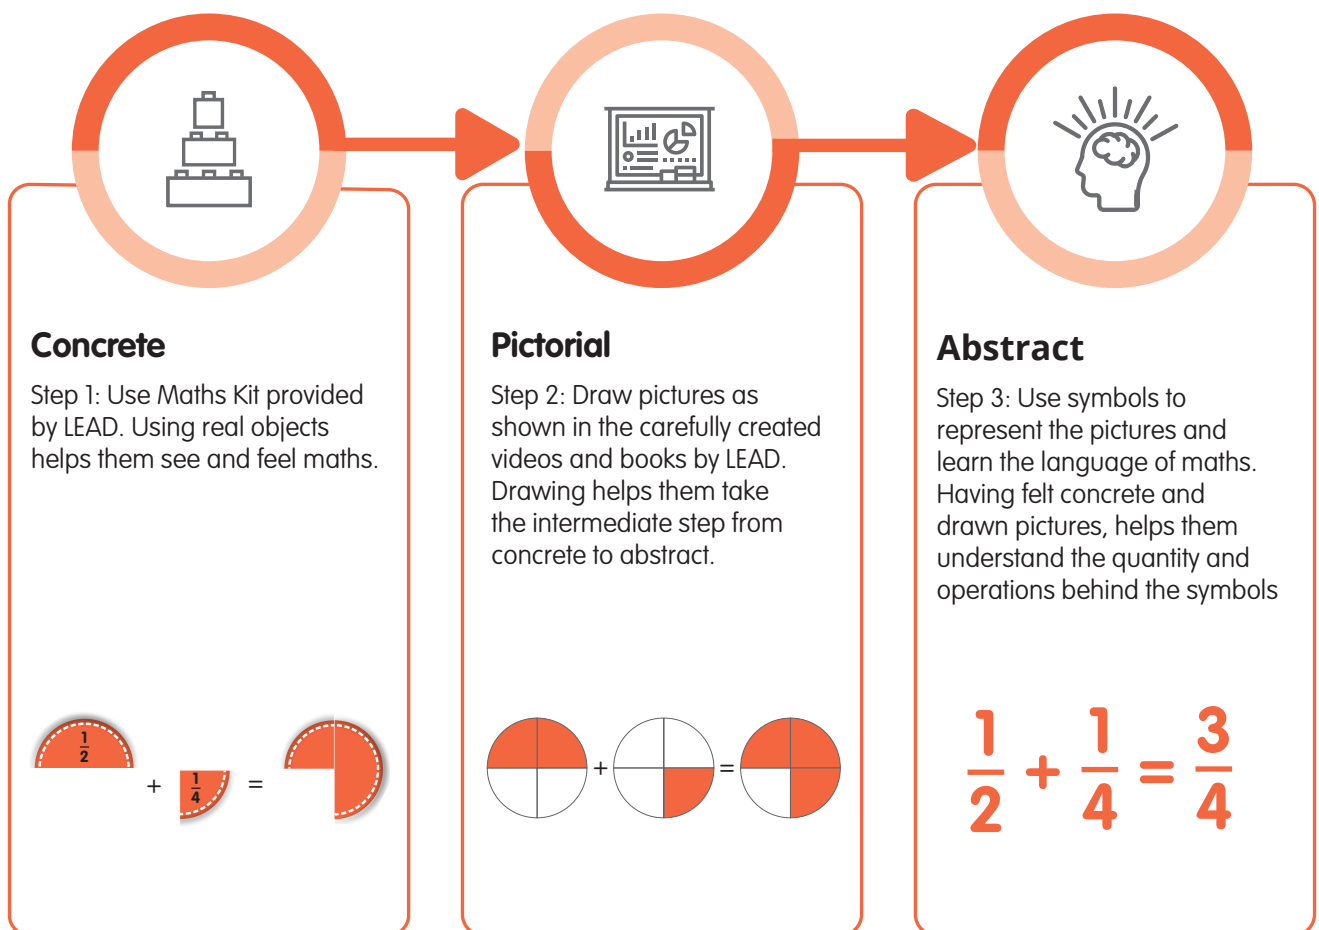 Concrete
Step 1: Use Maths Kit provided
by LEAD. Using real objects
helps them see and feel maths.
1/2 + 1/4 =
Pictorial
Step 2: Draw pictures as
shown in the carefully created
videos and books by LEAD.
Drawing helps them take
the intermediate step from
concrete to abstract.
+ =
Abstract
Step 3: Use symbols to
represent the pictures and
learn the language of maths.
Having felt concrete and
drawn pictures, helps them
understand the quantity and
operations behind the symbols
1/2 + 1/4 = 3/4